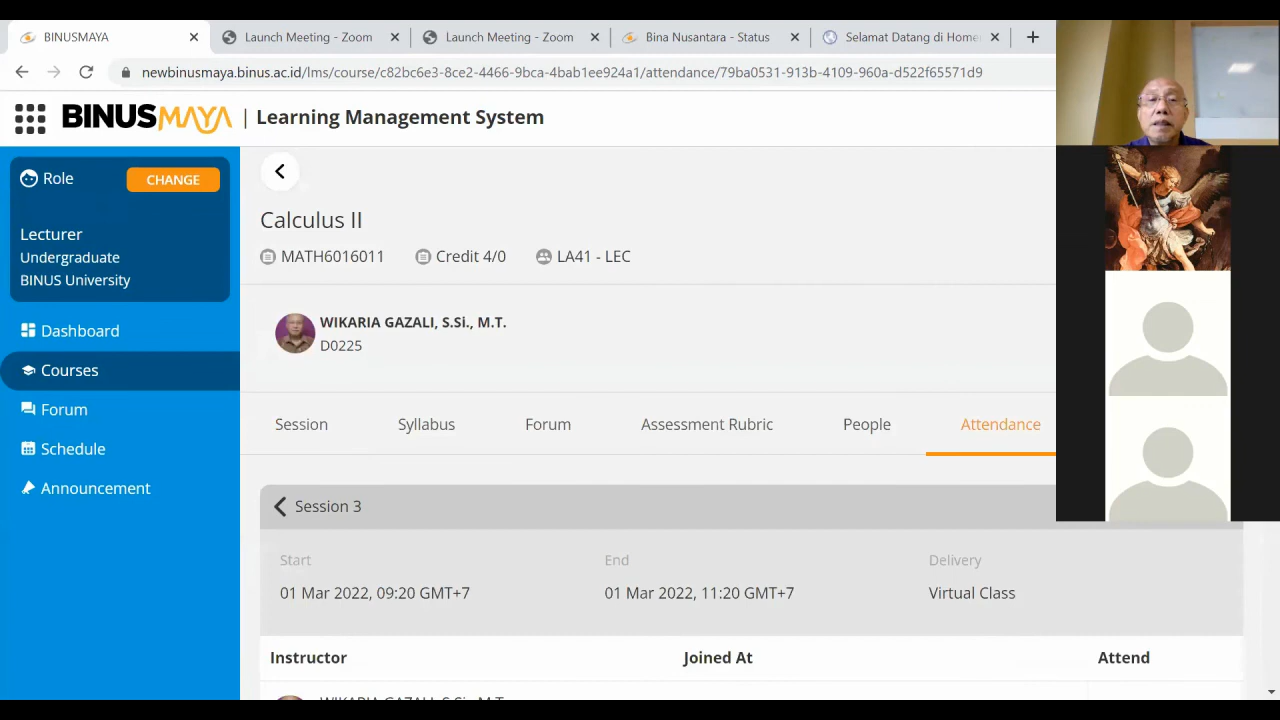 BINUSMAYA
Launch Meeting - Zoom
Launch Meeting - Zoom
Bina Nusantara - Status
Selamat Datang di Home
newbinusmaya.binus.ac.id/lms/course/c82bc6e3-8ce2-4466-9bca-4bab1ee924a1/attendance/79ba0531-913b-4109-960a-d522f65571d9
BINUSMAYA | Learning Management System
Role
CHANGE
Lecturer
Undergraduate
BINUS University
Dashboard
Courses
Forum
Schedule
Announcement
Calculus II
MATH6016011 Credit 4/0 LA41 - LEC
WIKARIA GAZALI, S.Si., M.T.
D0225
Session Syllabus Forum Assessment Rubric People Attendance
Session 3
Start End Delivery
01 Mar 2022, 09:20 GMT+7 01 Mar 2022, 11:20 GMT+7 Virtual Class
Instructor Joined At Attend
WIKARIA GAZALI, S.Si., M.T.